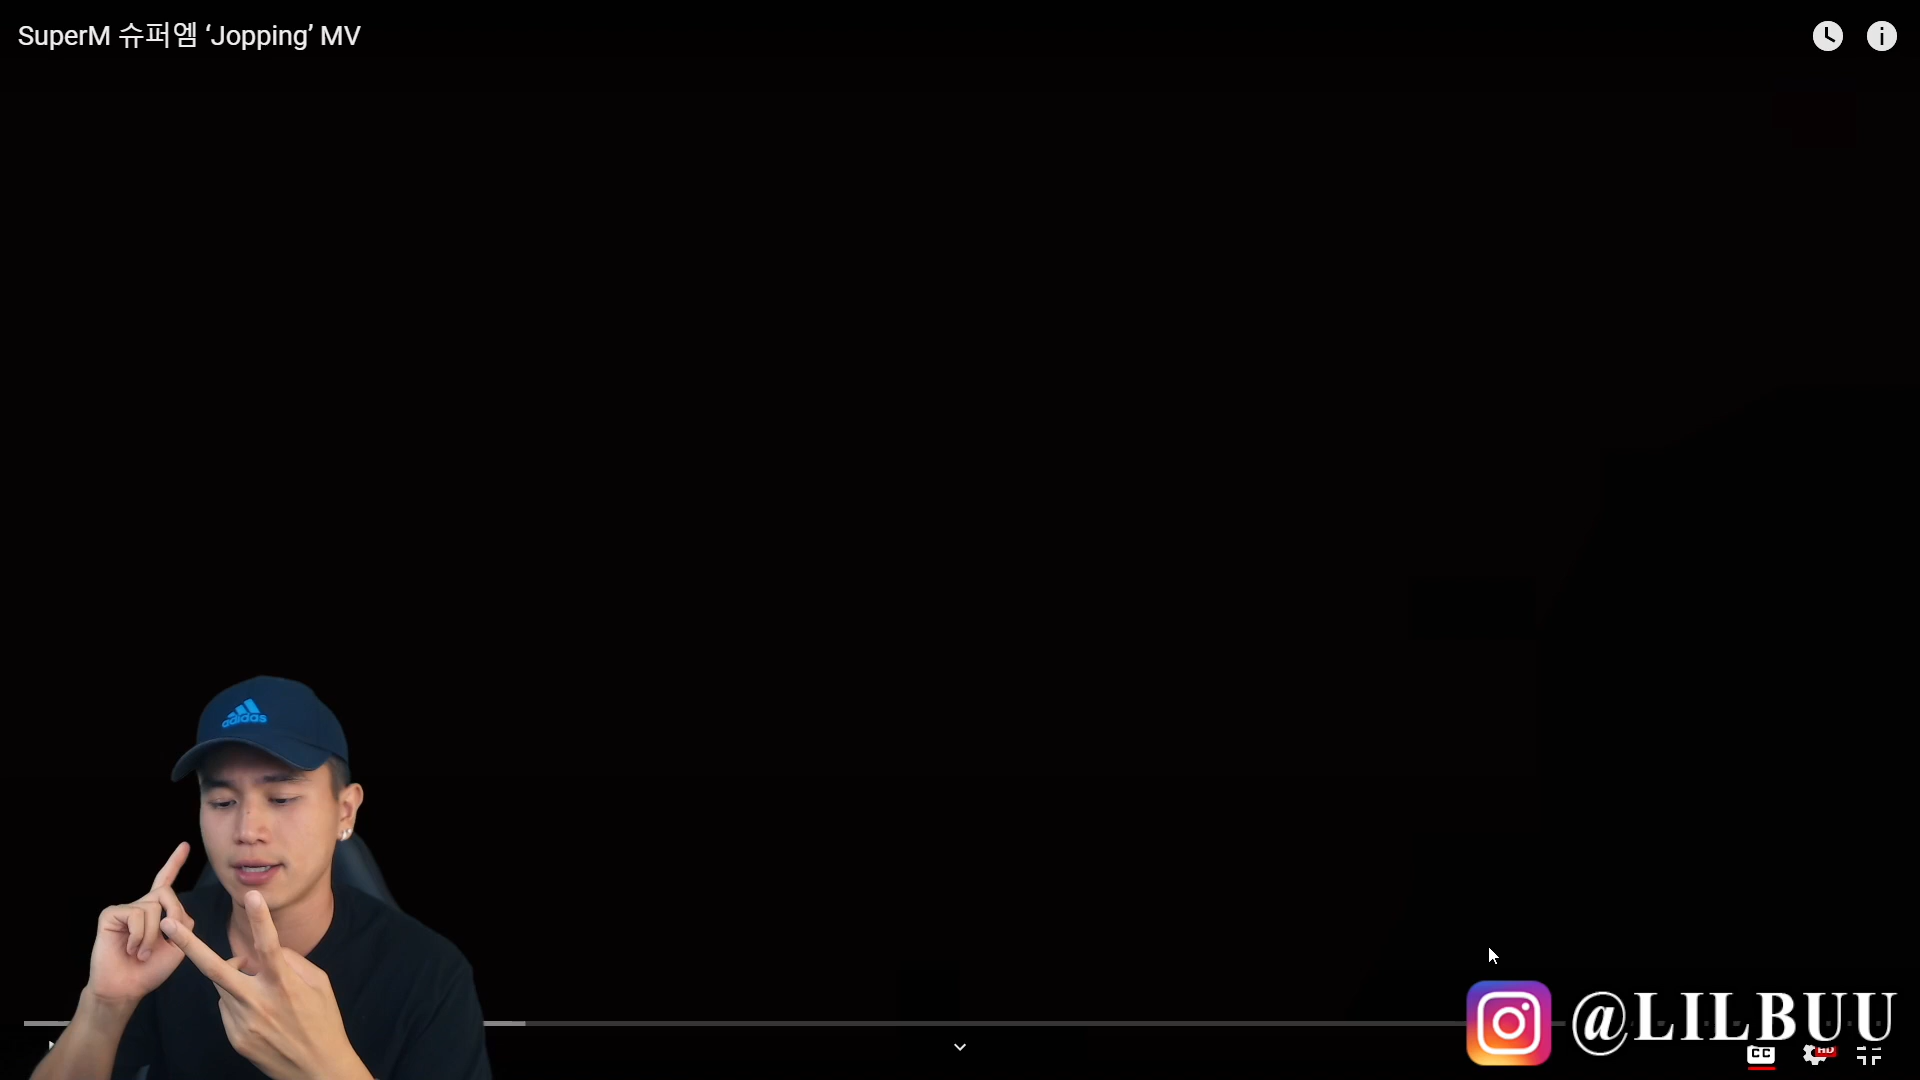 SuperM 슈퍼엠 ‘Jopping’ MV
adidas
@LILBUU
CC
HD